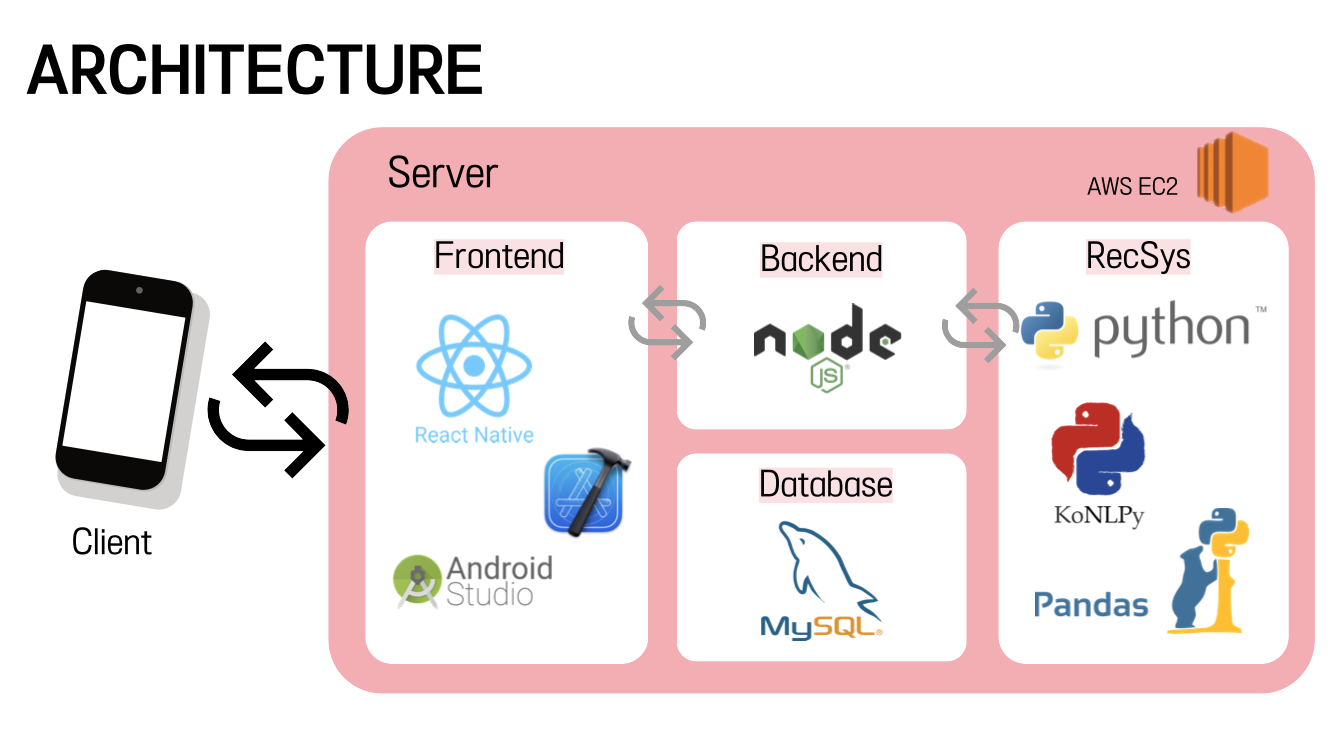 ARCHITECTURE
Server
AWS EC2
Frontend
React Native
Android
Studio
Backend
node
JS
®
Database
MySQL®
RecSys
python™
KoNLPy
Pandas
Client